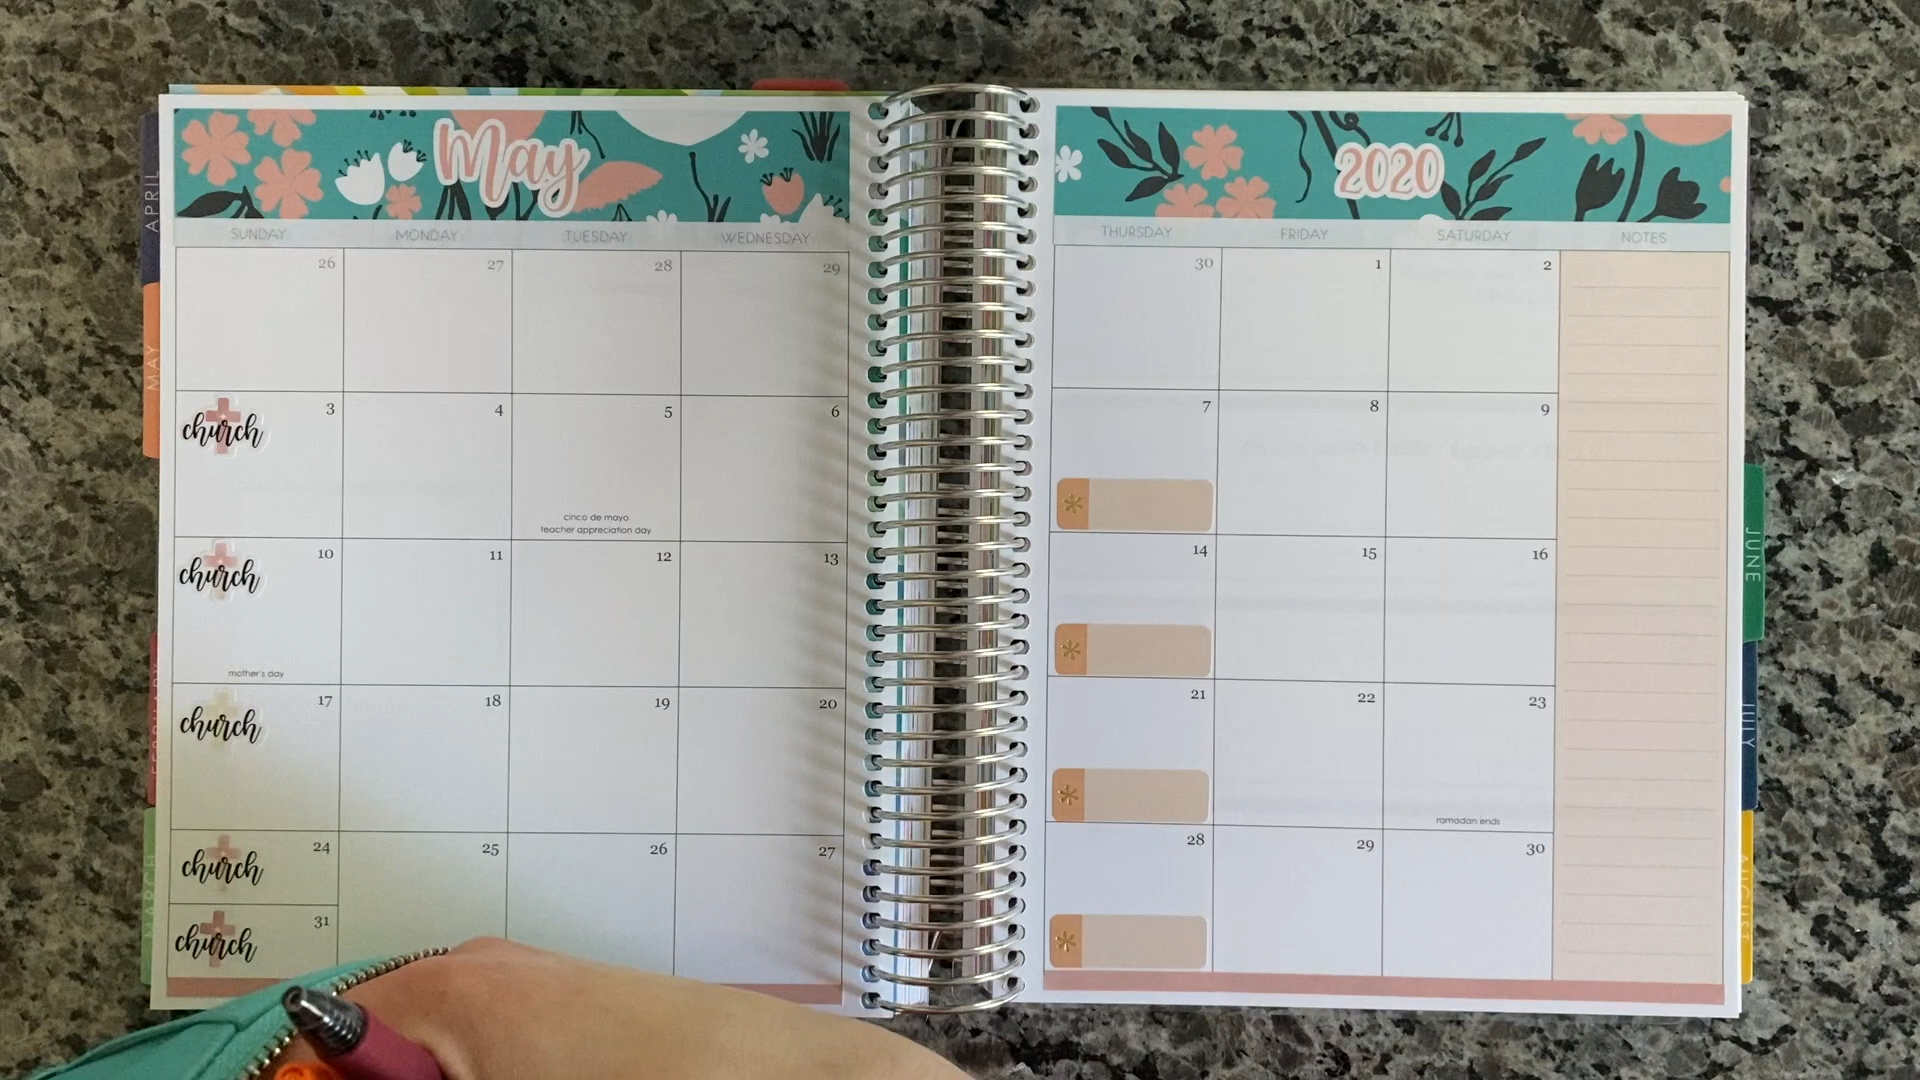 May
2020
SUNDAY MONDAY TUESDAY WEDNESDAY THURSDAY FRIDAY SATURDAY NOTES
26 27 28 29 30 1 2
3 4 5 6 7 8 9
church
cinco de mayo
teacher appreciation day
10 11 12 13 14 15 16
church
mother's day
17 18 19 20 21 22 23
church
ramadan ends
24 25 26 27 28 29 30
church
31
church
APRIL
MAY
FEBRUARY
MARCH
JUNE
JULY
AUGUST